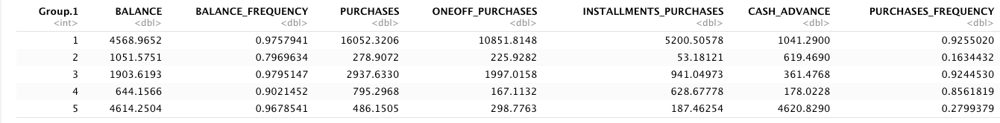 Group.1 BALANCE BALANCE_FREQUENCY PURCHASES ONEOFF_PURCHASES INSTALLMENTS_PURCHASES CASH_ADVANCE PURCHASES_FREQUENCY
<int> <dbl> <dbl> <dbl> <dbl> <dbl> <dbl> <dbl>
1 4568.9652 0.9757941 16052.3206 10851.8148 5200.50578 1041.2900 0.9255020
2 1051.5751 0.7969634 278.9072 225.9282 53.18121 619.4690 0.1634432
3 1903.6193 0.9795147 2937.6330 1997.0158 941.04973 361.4768 0.9244530
4 644.1566 0.9021452 795.2968 167.1132 628.67778 178.0228 0.8561819
5 4614.2504 0.9678541 486.1505 298.7763 187.46254 4620.8290 0.2799379